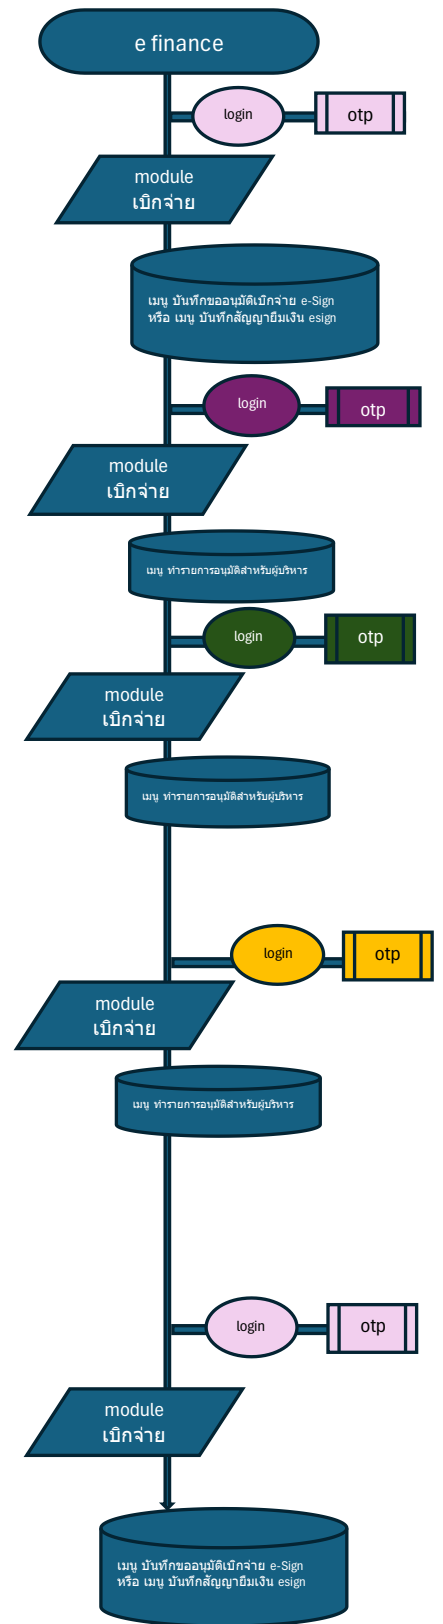 e finance
login
otp
module
เบิกจ่าย
เมนู บันทึกขออนุมัติเบิกจ่าย e-Sign
หรือ เมนู บันทึกสัญญายืมเงิน esign
login
otp
module
เบิกจ่าย
เมนู ทำรายการอนุมัติสำหรับผู้บริหาร
login
otp
module
เบิกจ่าย
เมนู ทำรายการอนุมัติสำหรับผู้บริหาร
login
otp
module
เบิกจ่าย
เมนู ทำรายการอนุมัติสำหรับผู้บริหาร
login
otp
module
เบิกจ่าย
เมนู บันทึกขออนุมัติเบิกจ่าย e-Sign
หรือ เมนู บันทึกสัญญายืมเงิน esign